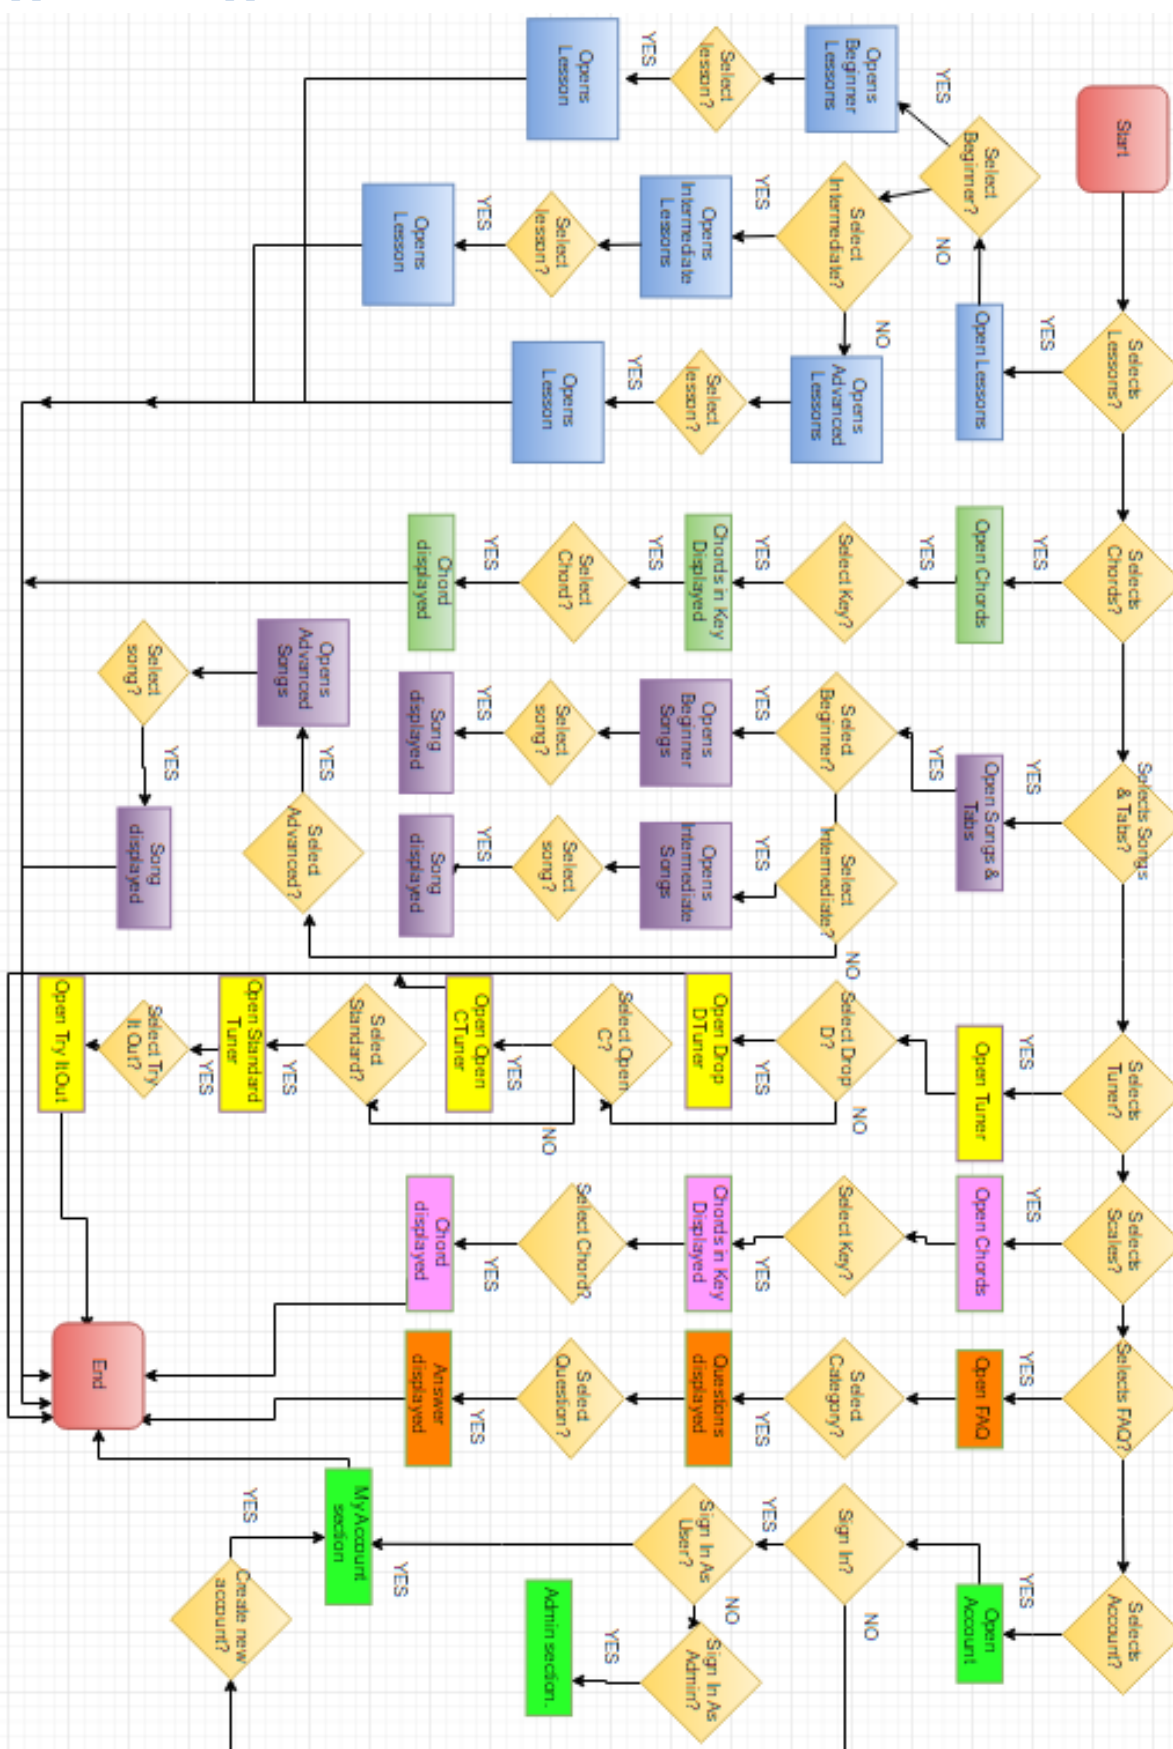 Start
Selects
Lessons?
Selects
Chords?
Selects Songs
& Tabs?
Selects
Tuner?
Selects
Scales?
Selects FAQ?
Selects
Account?
YES
YES
YES
YES
YES
YES
YES
Open Lessons
Open Chords
Open Songs &
Tabs
Open Tuner
Open Chords
Open FAQ
Open
Account
Select
Beginner?
YES
NO
YES
YES
Opens
Beginner
Lessons
Select
Intermediate?
NO
Opens
Advanced
Lessons
Select Key?
Select
Beginner?
Select
Intermediate?
NO
Select Drop
D?
NO
Select Key?
Select
Category?
Sign In?
NO
YES
YES
YES
YES
YES
YES
YES
Select
lesson?
Opens
Intermediate
Lessons
Select
lesson?
Chords in Key
Displayed
Opens
Beginner
Songs
Opens
Intermediate
Songs
Open Drop
DTuner
Chords in Key
Displayed
Questions
displayed
Sign In As
User?
NO
Sign In As
Admin?
YES
YES
YES
YES
Opens
Lesson
Select
lesson?
Opens
Lesson
Select
Chord?
Select
song?
Select
song?
Select Open
C?
NO
Select Chord?
Select
Question?
Admin section.
YES
YES
YES
YES
YES
YES
YES
Opens
Lesson
Chord
displayed
Song
displayed
Song
displayed
Open Open
CTuner
Chord
displayed
Answer
displayed
YES
Select
Standard?
My Account
section
Opens
Advanced
Songs
YES
Select
Advanced?
YES
Open Standard
Tuner
YES
Create new
account?
YES
Select
song?
YES
Song
displayed
Select Try
It Out?
Open Try ItOut
End